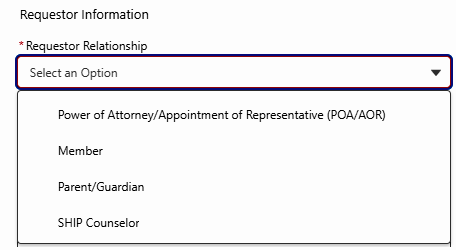 Requestor Information
*Requestor Relationship
Select an Option
Power of Attorney/Appointment of Representative (POA/AOR)
Member
Parent/Guardian
SHIP Counselor